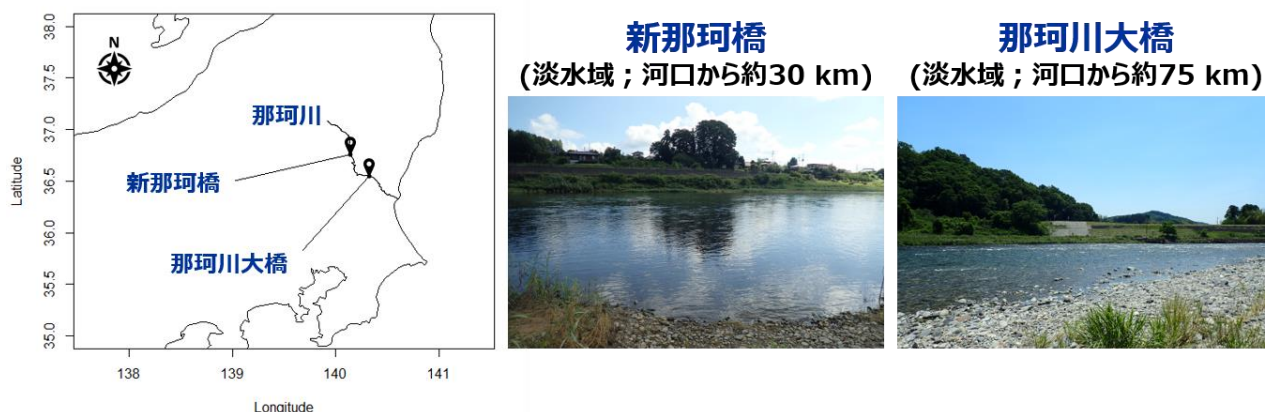 38.0
37.5
37.0
36.5
36.0
35.5
35.0
Latitude
N
那珂川
新那珂橋
那珂川大橋
138
139
140
141
Longitude
新那珂橋
(淡水域；河口から約30 km)
那珂川大橋
(淡水域；河口から約75 km)